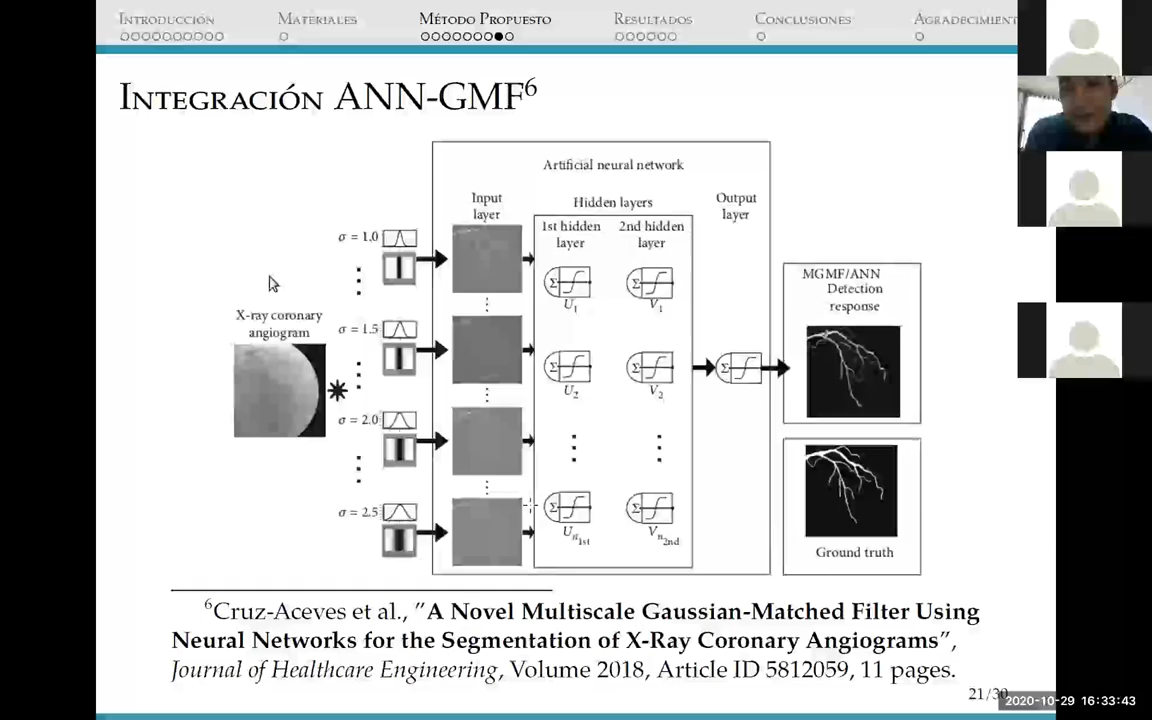 Introducción Materiales Método Propuesto Resultados Conclusiones Agradecimient
Integración ANN-GMF6
Artificial neural network
Input
layer
Hidden layers
Output
layer
1st hidden
layer
2nd hidden
layer
σ = 1.0
σ = 1.5
σ = 2.0
σ = 2.5
X-ray coronary
angiogram
Σ U1 Σ V1
Σ U2 Σ V2
Σ Un1st Σ Vn2nd
Σ
MGMF/ANN
Detection
response
Ground truth
6Cruz-Aceves et al., "A Novel Multiscale Gaussian-Matched Filter Using
Neural Networks for the Segmentation of X-Ray Coronary Angiograms",
Journal of Healthcare Engineering, Volume 2018, Article ID 5812059, 11 pages.
21/30
2020-10-29 16:33:43